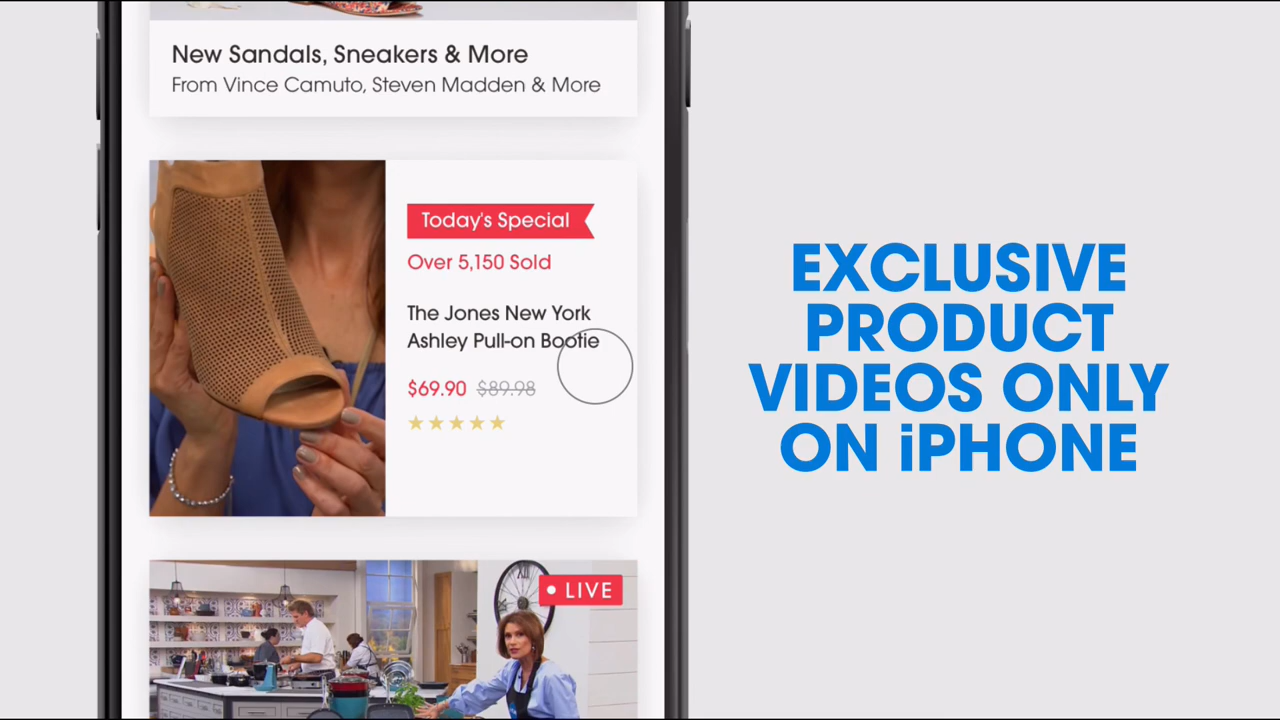 New Sandals, Sneakers & More
From Vince Camuto, Steven Madden & More
Today's Special
Over 5,150 Sold
The Jones New York
Ashley Pull-on Bootie
$69.90 $89.98
LIVE
EXCLUSIVE
PRODUCT
VIDEOS ONLY
ON iPHONE